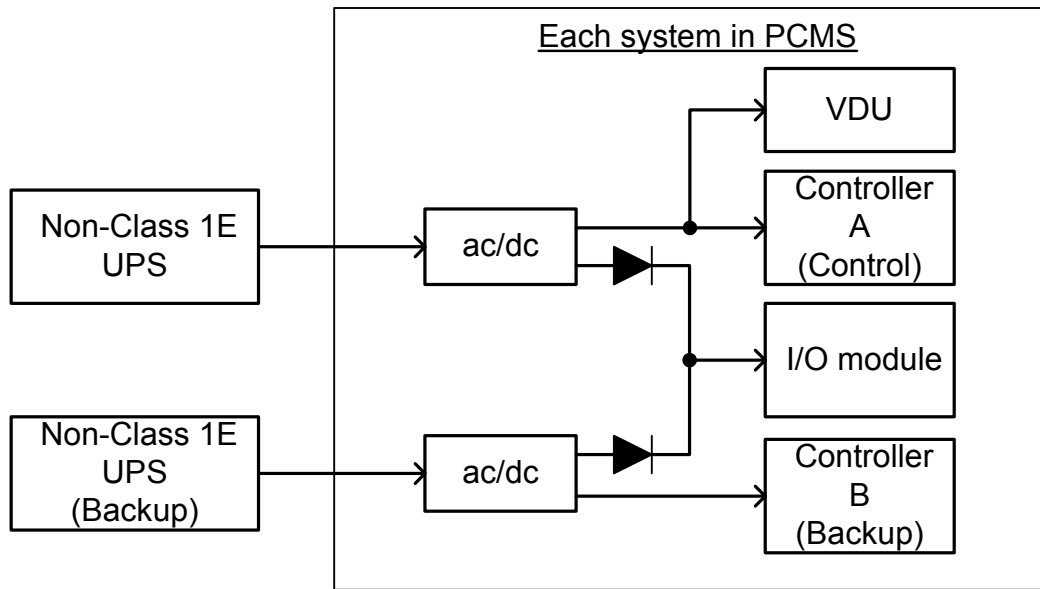 Each system in PCMS
VDU
Non-Class 1E
UPS
ac/dc
Controller
A
(Control)
I/O module
Non-Class 1E
UPS
(Backup)
ac/dc
Controller
B
(Backup)